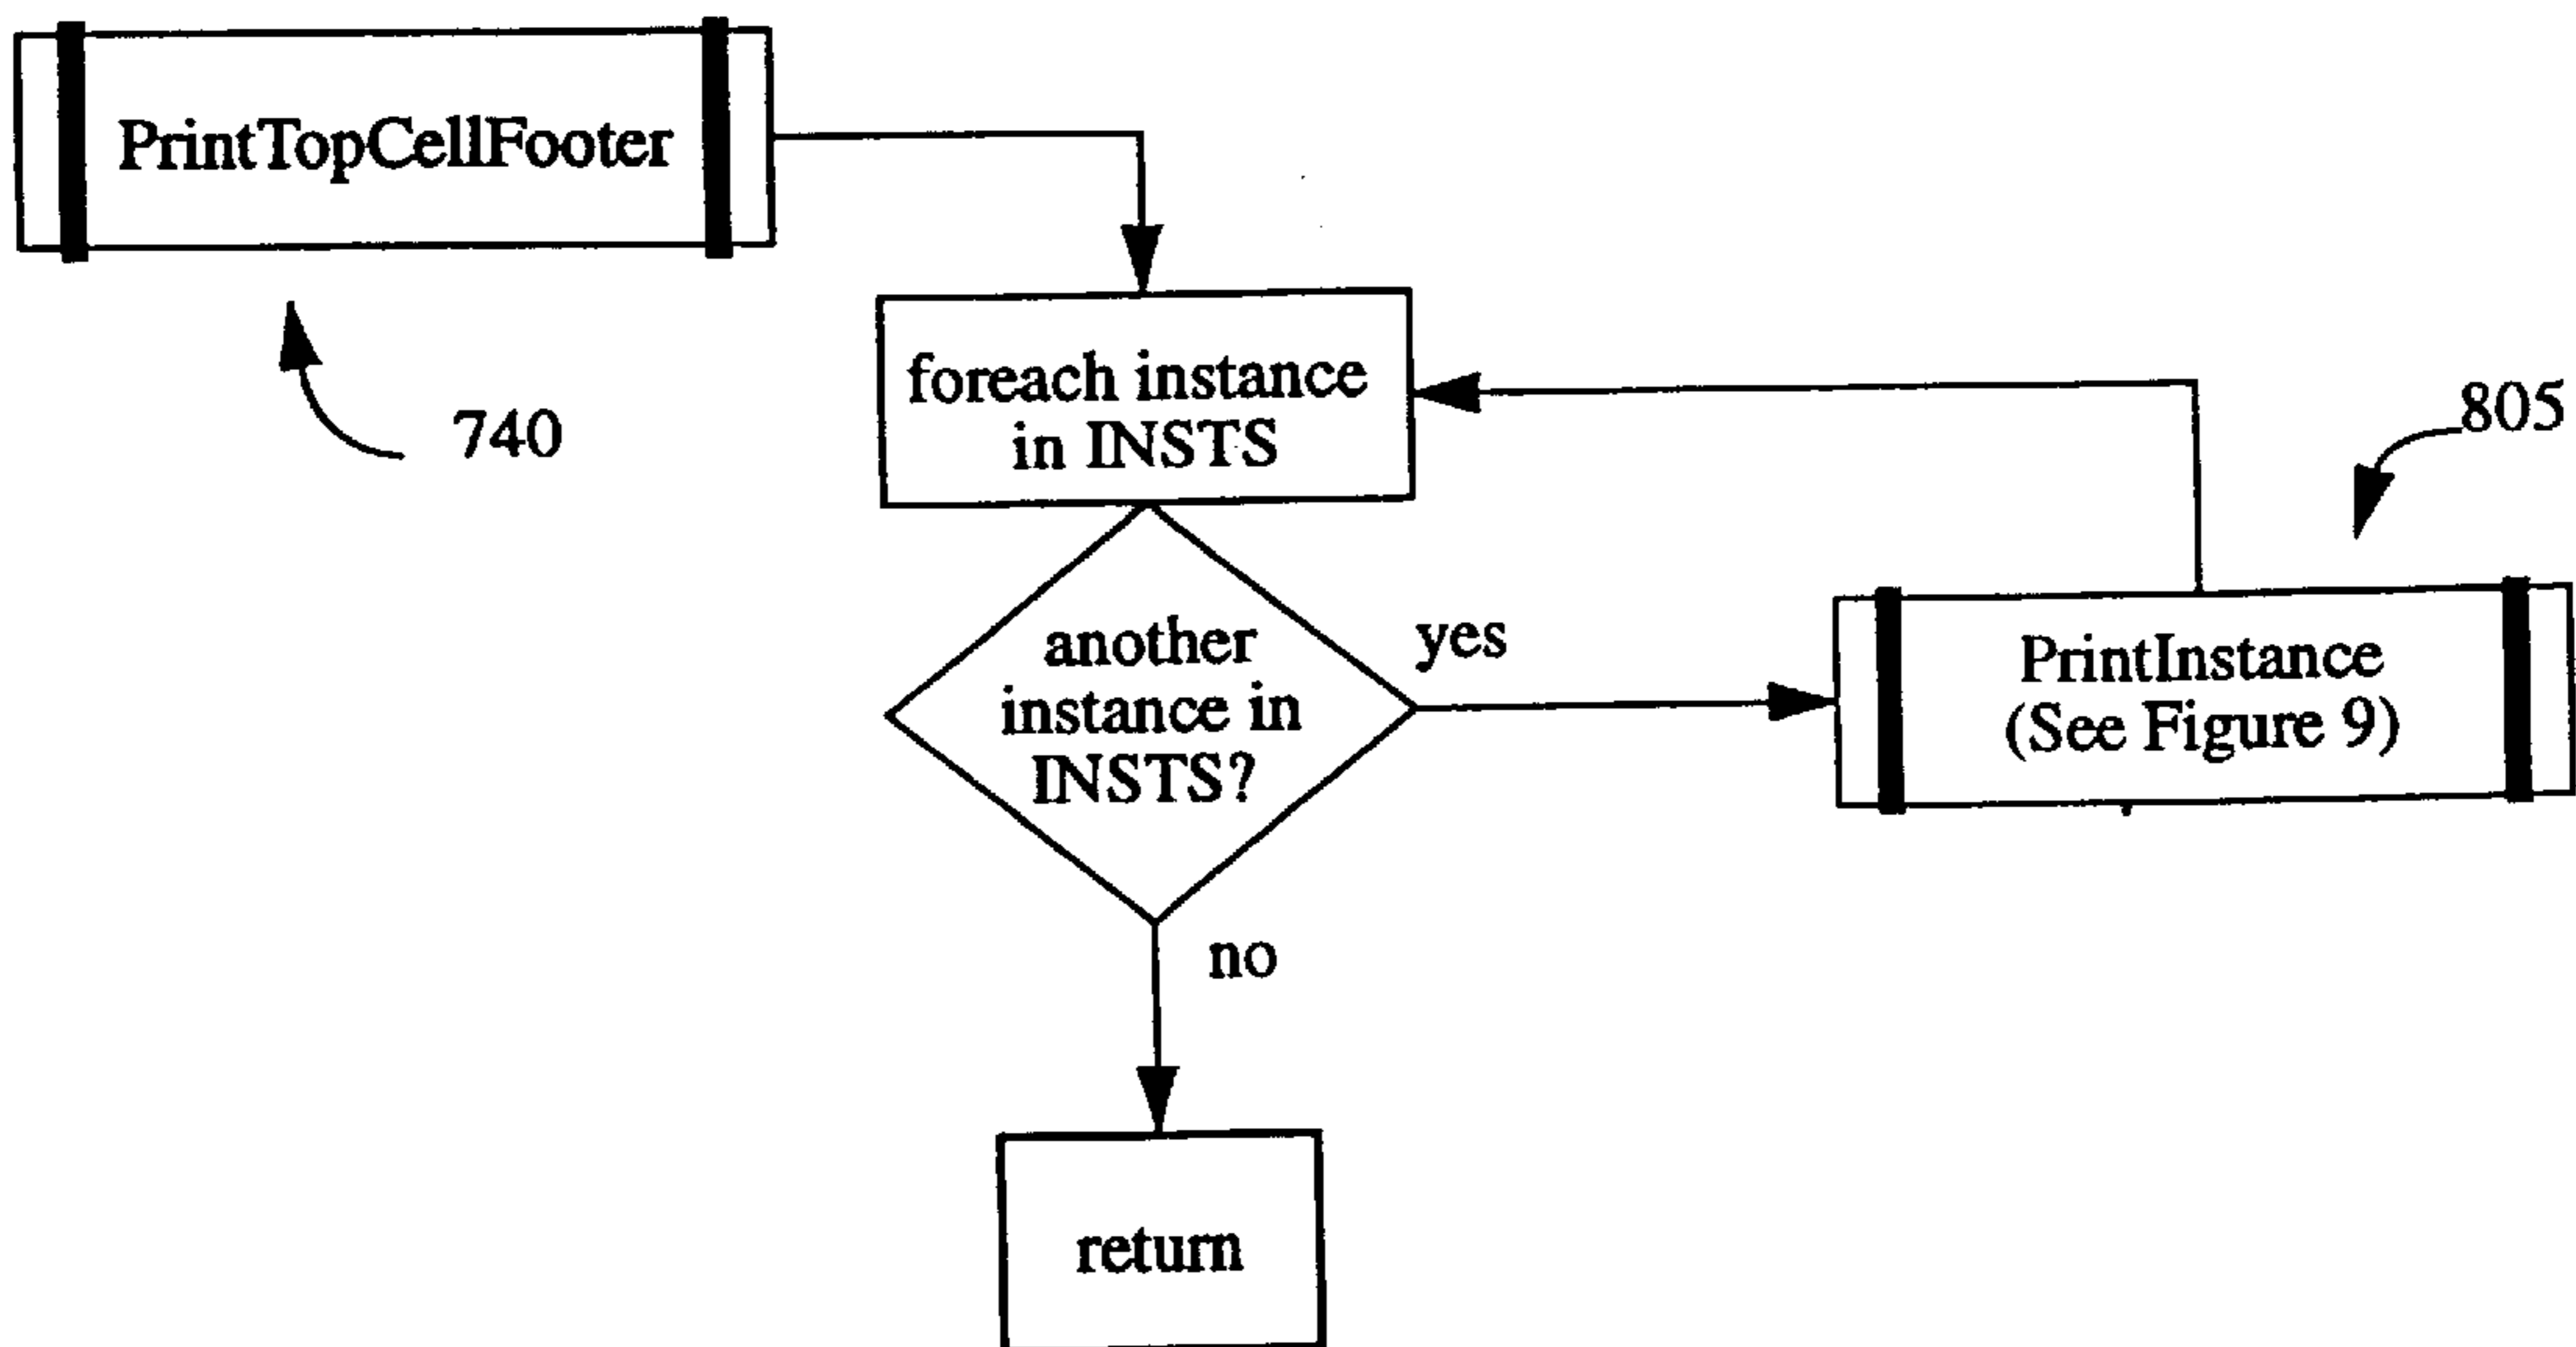 PrintTopCellFooter
740
foreach instance
in INSTS
805
another
instance in
INSTS?
yes
PrintInstance
(See Figure 9)
no
return